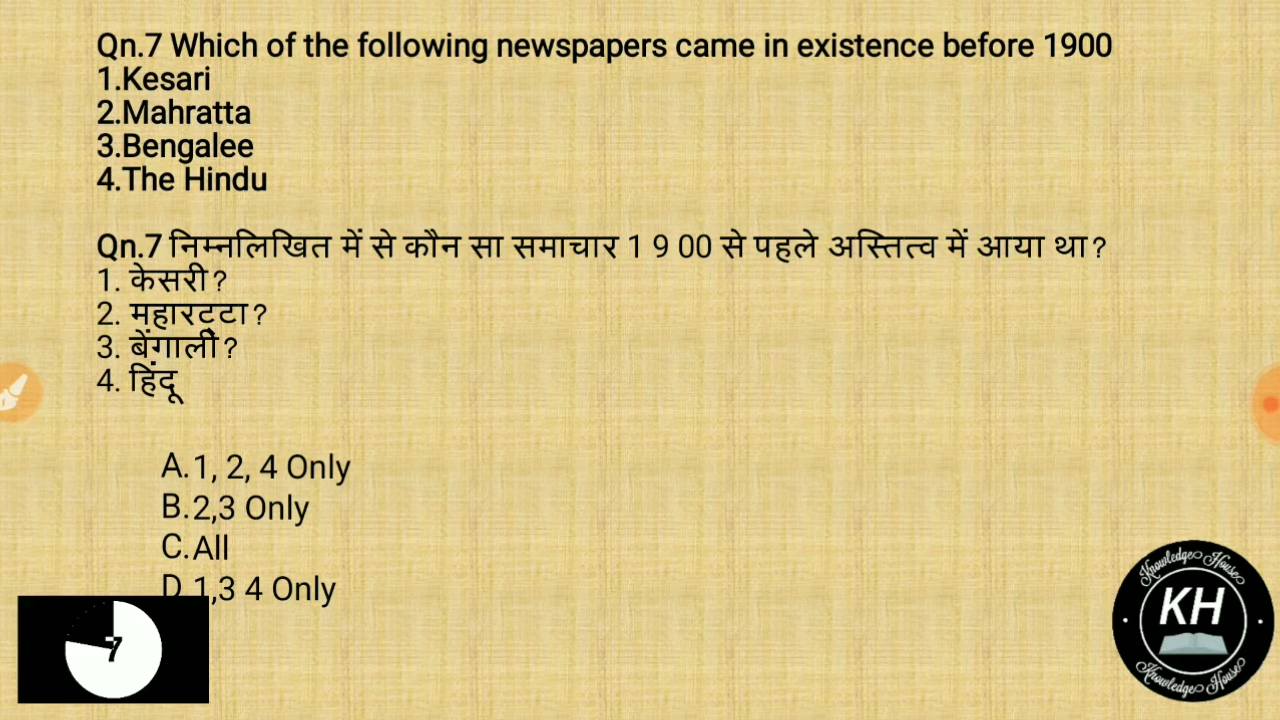 Qn.7 Which of the following newspapers came in existence before 1900
1.Kesari
2.Mahratta
3.Bengalee
4.The Hindu
Qn.7 निम्नलिखित में से कौन सा समाचार 1 9 00 से पहले अस्तित्व में आया था?
1. केसरी?
2. महारट्टा?
3. बेंगाली?
4. हिंदू
A.1, 2, 4 Only
B.2,3 Only
C.All
D.1,3 4 Only
7
Knowledge House
KH
Knowledge House